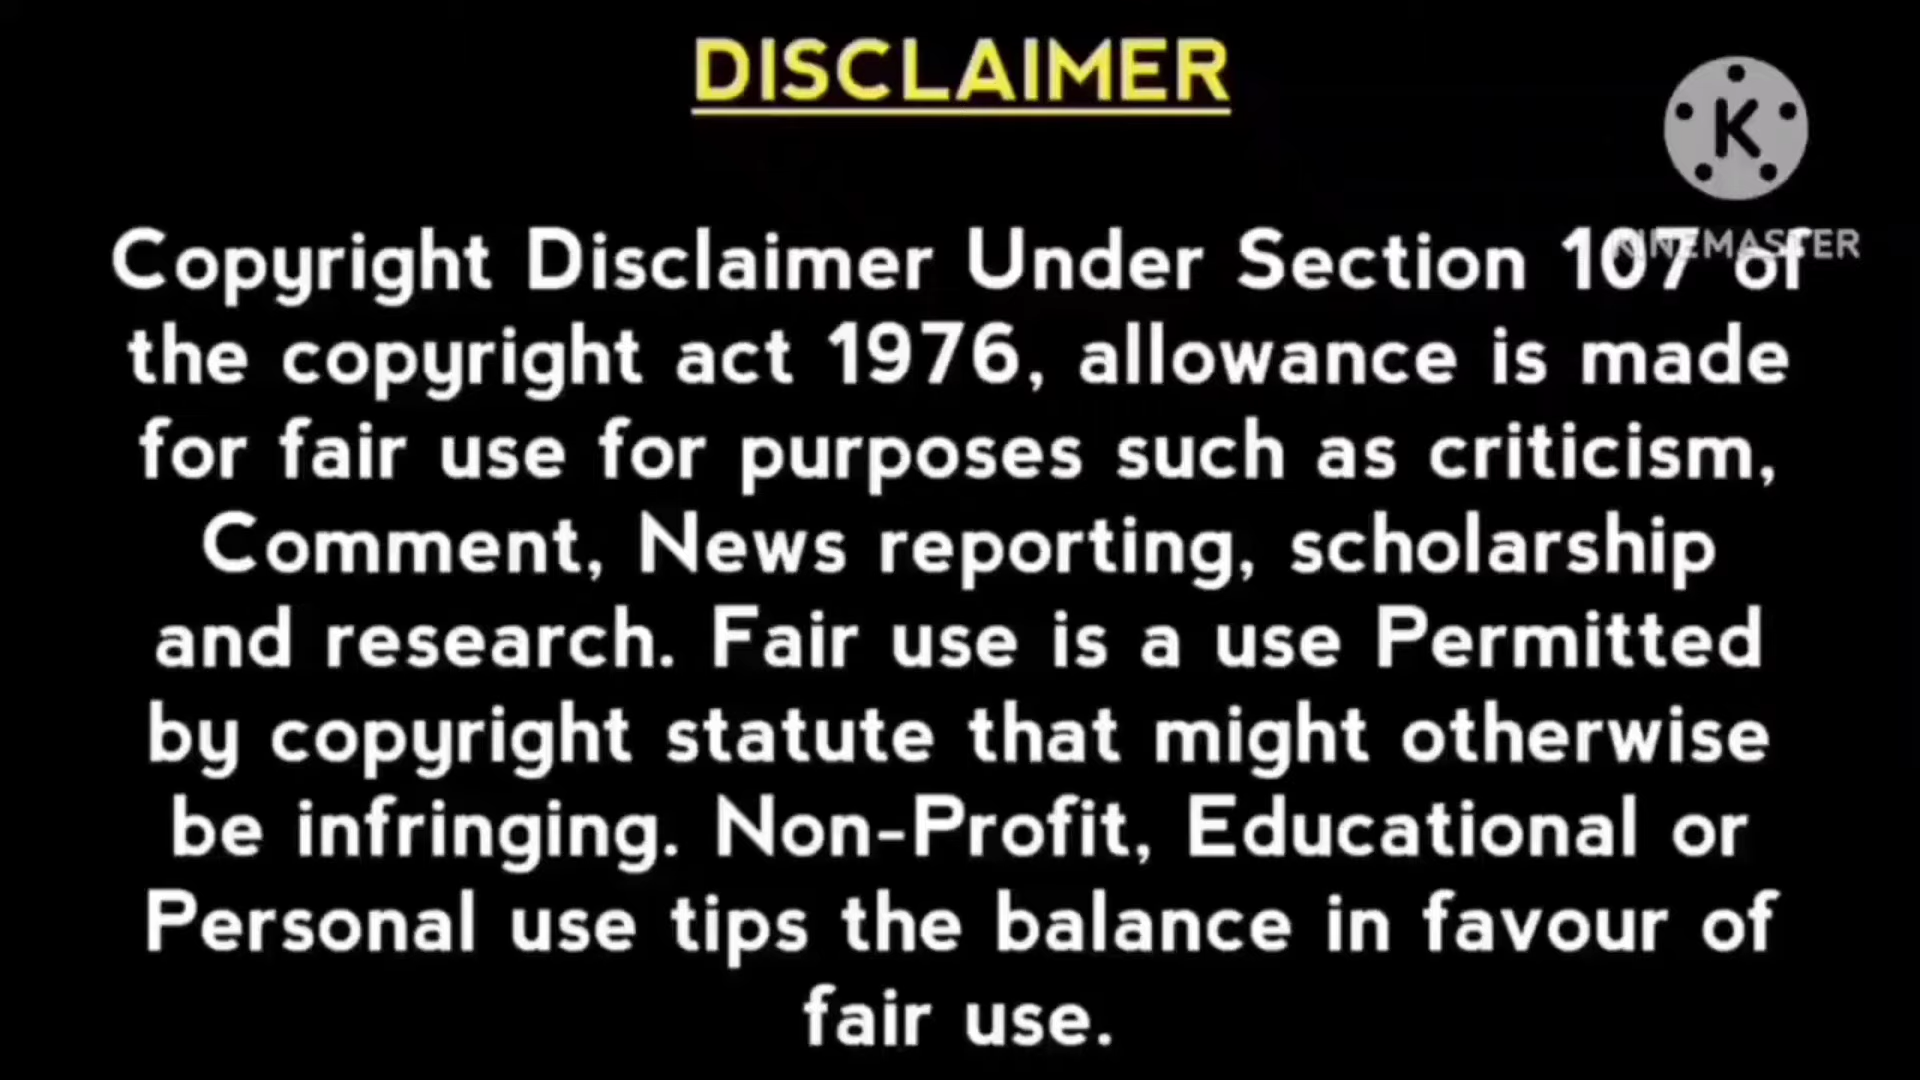 DISCLAIMER
K
KINEMASTER
Copyright Disclaimer Under Section 107 of
the copyright act 1976, allowance is made
for fair use for purposes such as criticism,
Comment, News reporting, scholarship
and research. Fair use is a use Permitted
by copyright statute that might otherwise
be infringing. Non-Profit, Educational or
Personal use tips the balance in favour of
fair use.